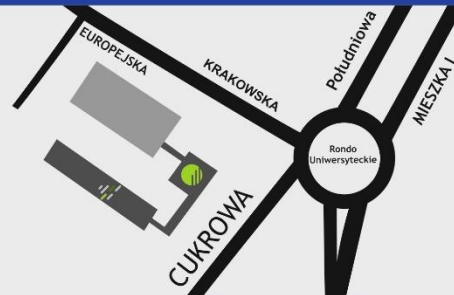 EUROPEJSKA
KRAKOWSKA
Południowa
MIESZKA I
Rondo
Uniwersyteckie
CUKROWA